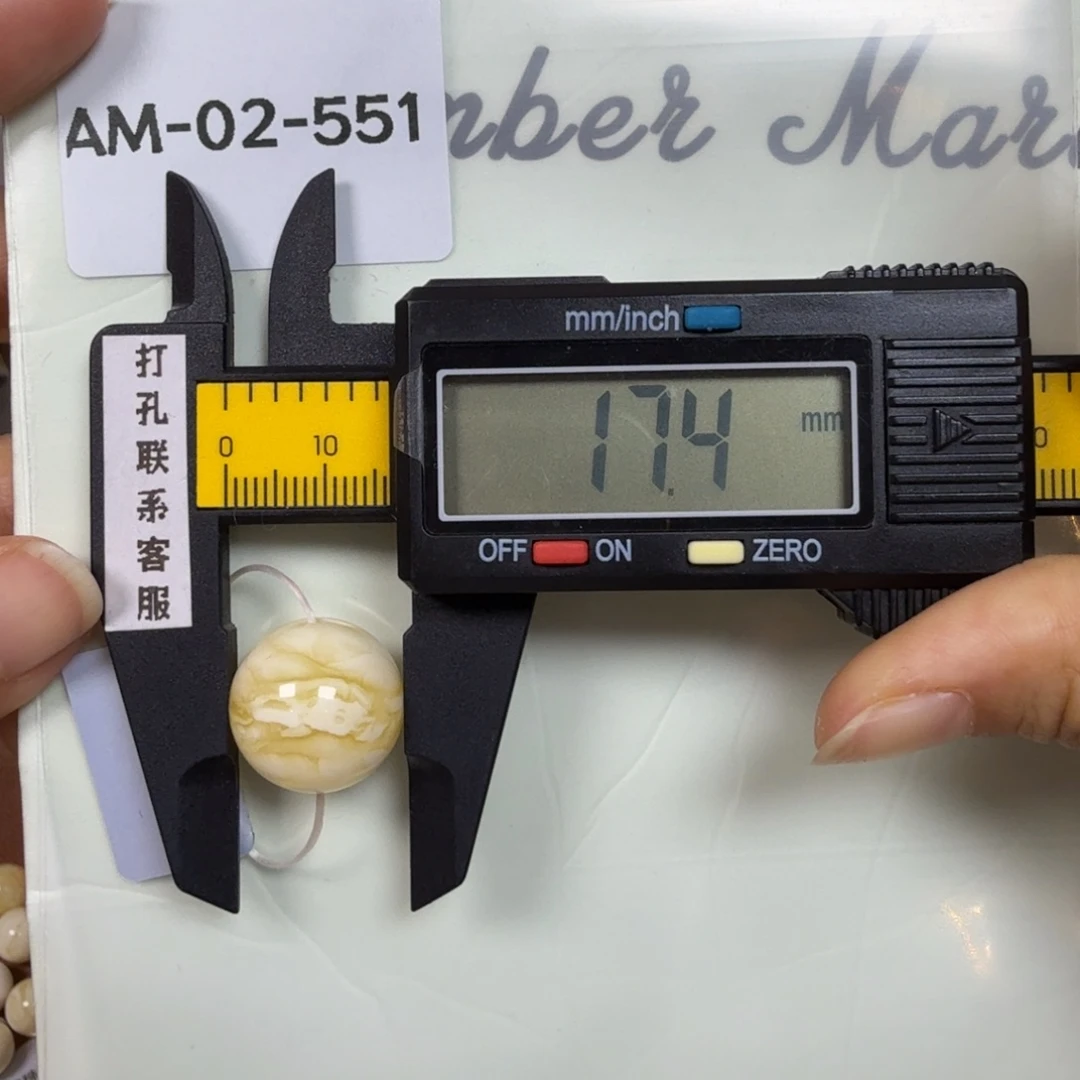 AM-02-551
mber Mar
mm/inch
打
孔
联
系
客
服
0 10
17.4 mm
0
OFF ON ZERO